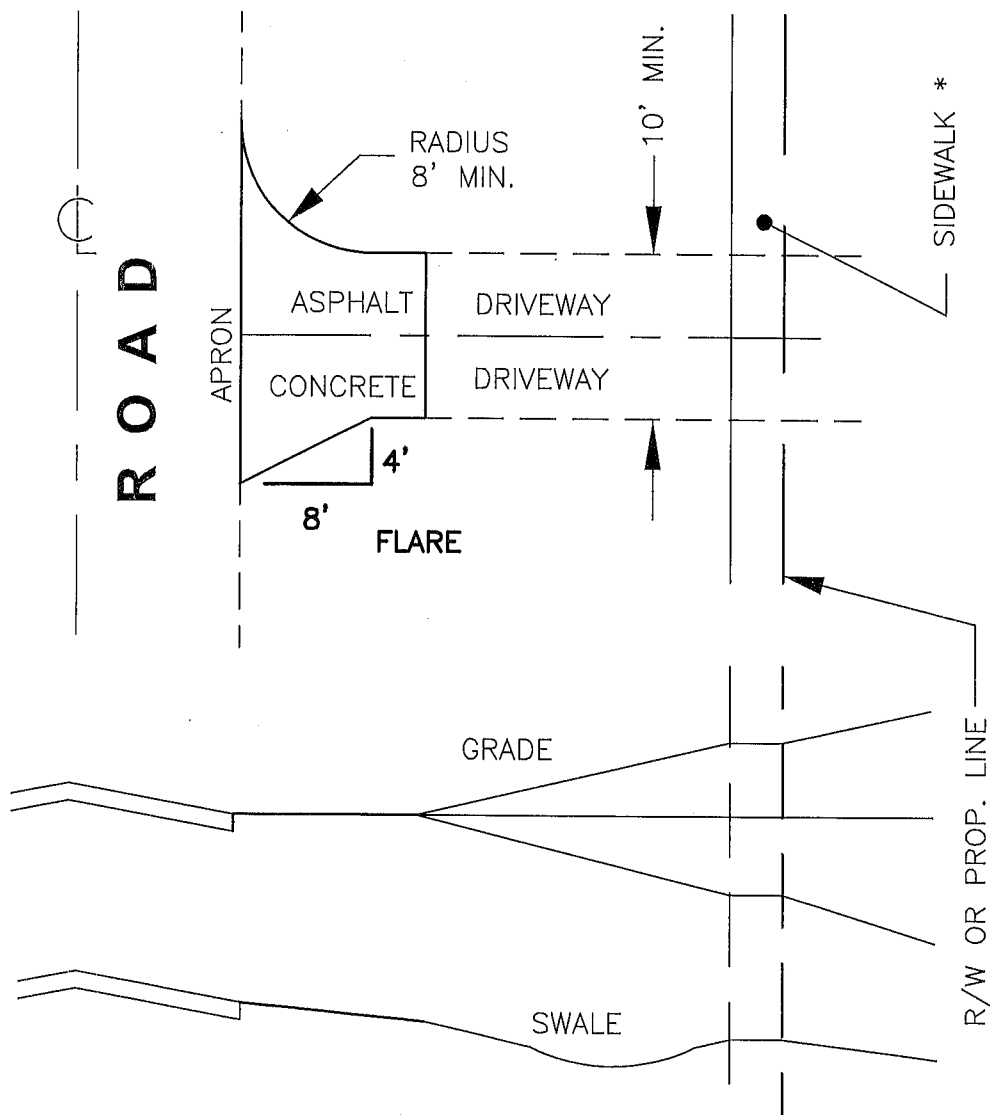 RADIUS
8' MIN.
10' MIN.
SIDEWALK *
℄
ROAD
APRON
ASPHALT
DRIVEWAY
CONCRETE
DRIVEWAY
4'
8'
FLARE
GRADE
R/W OR PROP. LINE
SWALE